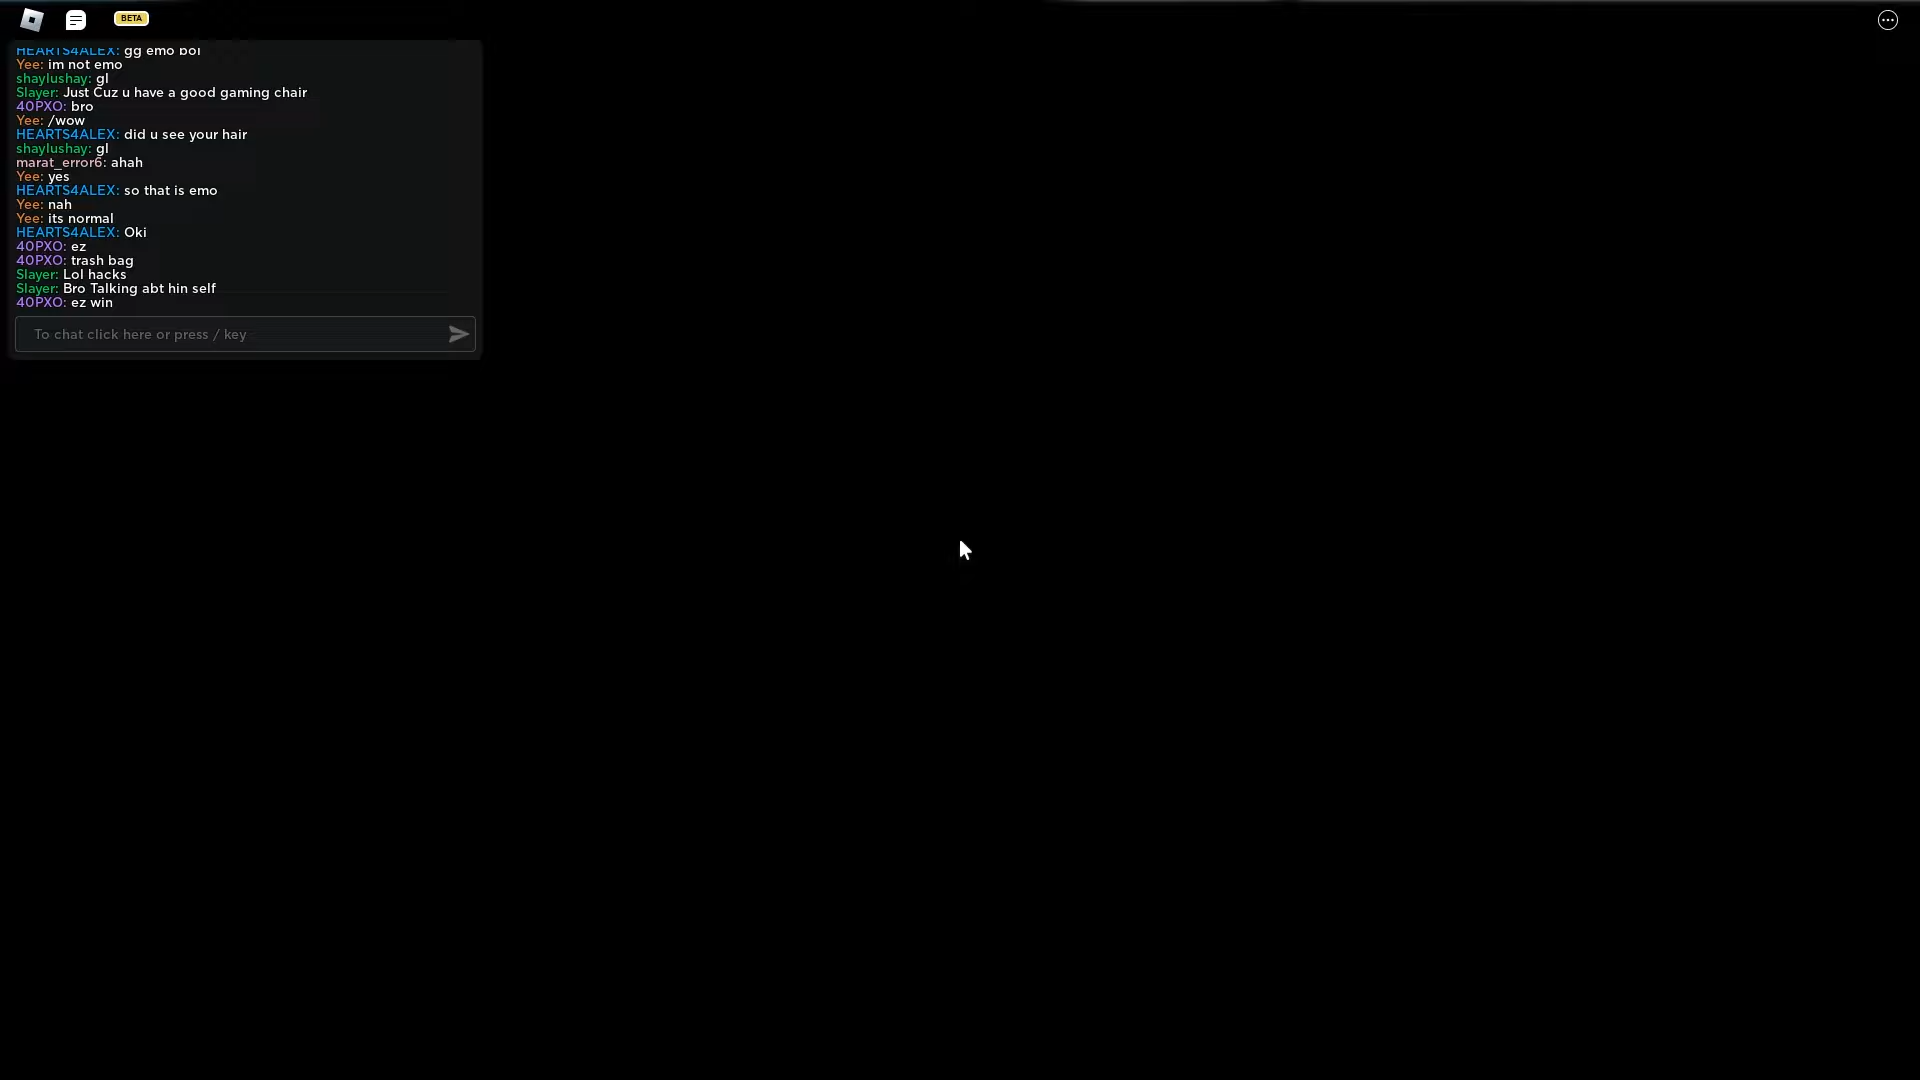 BETA
HEARTS4ALEX: gg emo boi
Yee: im not emo
shaylushay: gl
Slayer: Just Cuz u have a good gaming chair
40PXO: bro
Yee: /wow
HEARTS4ALEX: did u see your hair
shaylushay: gl
marat_error6: ahah
Yee: yes
HEARTS4ALEX: so that is emo
Yee: nah
Yee: its normal
HEARTS4ALEX: Oki
40PXO: ez
40PXO: trash bag
Slayer: Lol hacks
Slayer: Bro Talking abt hin self
40PXO: ez win
To chat click here or press / key